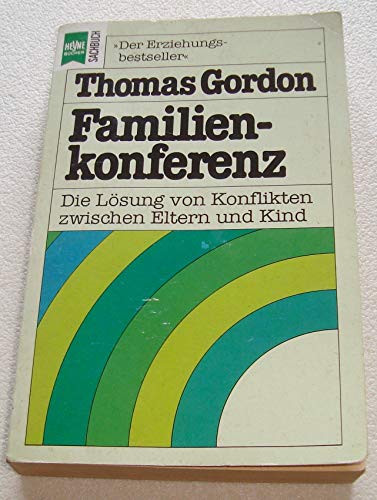 HEYNE
BÜCHER
SACHBUCH
»Der Erziehungs-
bestseller«
Thomas Gordon
Familien-
konferenz
Die Lösung von Konflikten
zwischen Eltern und Kind